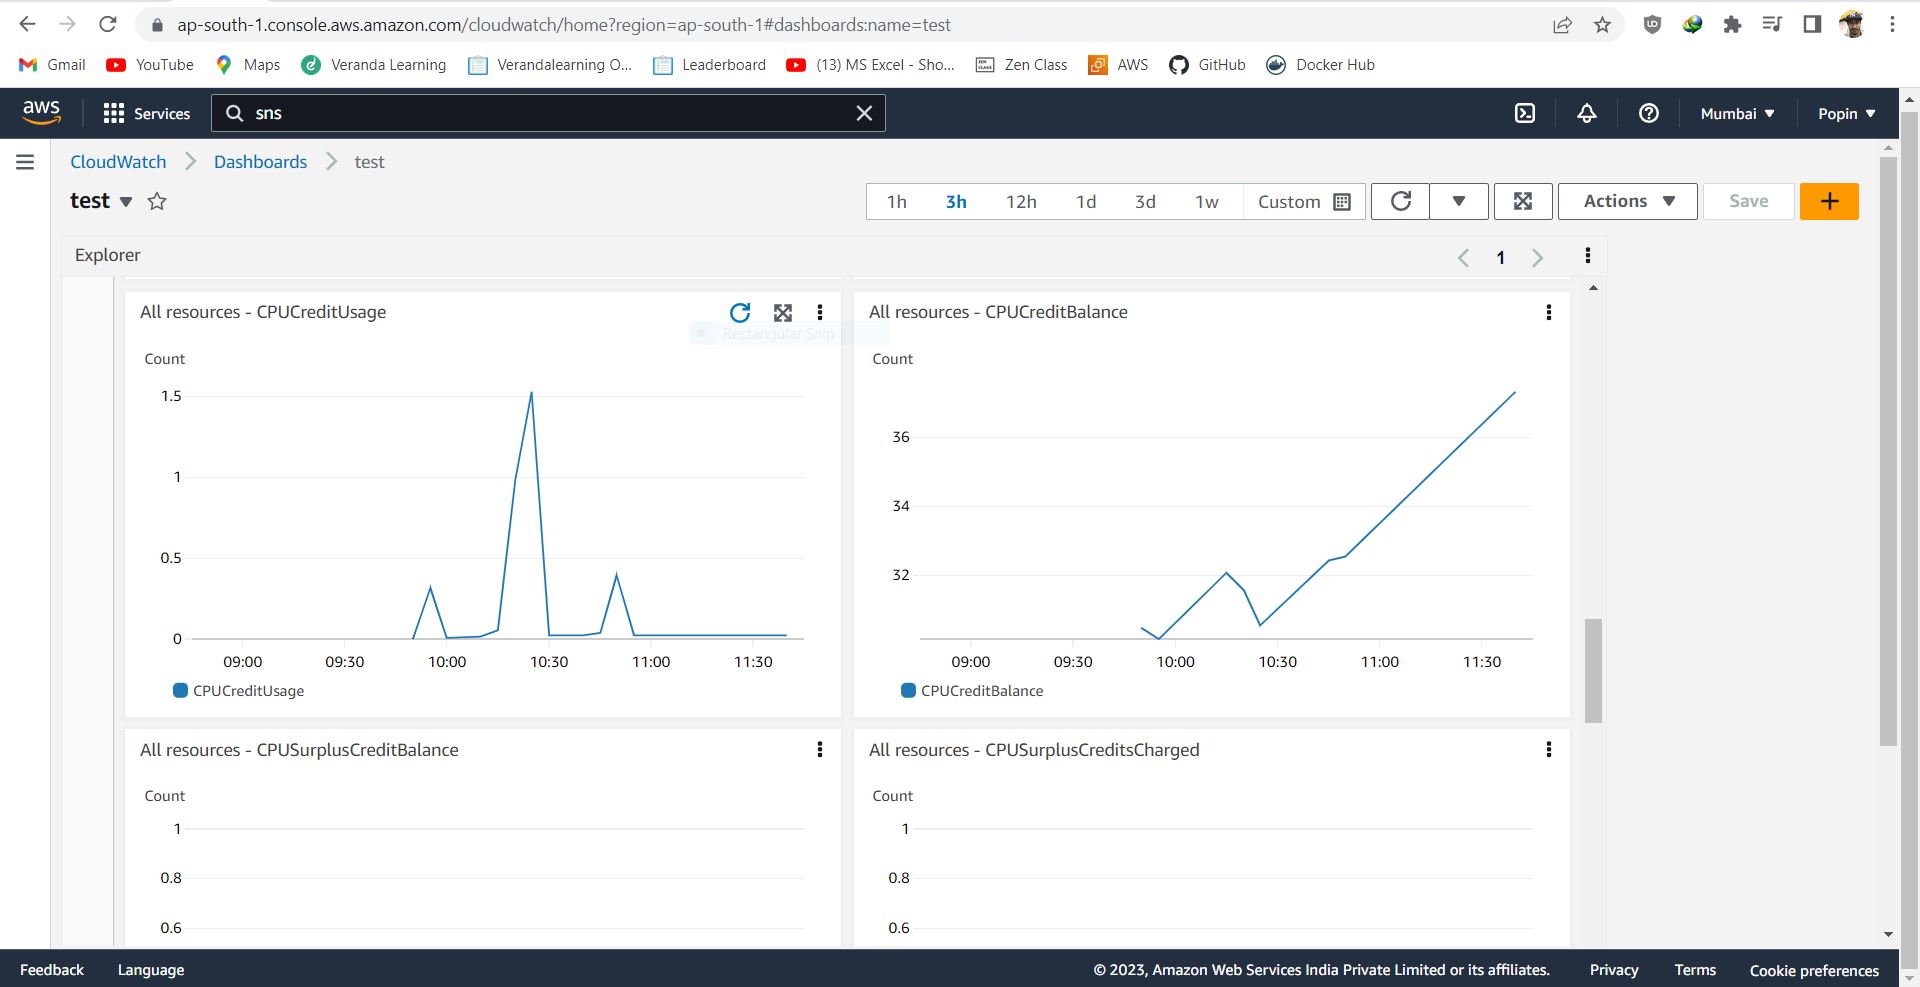 ap-south-1.console.aws.amazon.com/cloudwatch/home?region=ap-south-1#dashboards:name=test
Gmail YouTube Maps Veranda Learning Verandalearning O... Leaderboard (13) MS Excel - Sho... Zen Class AWS GitHub Docker Hub
aws Services sns Mumbai Popin
CloudWatch Dashboards test
test 1h 3h 12h 1d 3d 1w Custom Actions Save
Explorer 1
All resources - CPUCreditUsage
Rectangular Snip
Count
1.5
1
0.5
0
09:00 09:30 10:00 10:30 11:00 11:30
CPUCreditUsage
All resources - CPUCreditBalance
Count
36
34
32
09:00 09:30 10:00 10:30 11:00 11:30
CPUCreditBalance
All resources - CPUSurplusCreditBalance
Count
1
0.8
0.6
All resources - CPUSurplusCreditsCharged
Count
1
0.8
0.6
Feedback Language © 2023, Amazon Web Services India Private Limited or its affiliates. Privacy Terms Cookie preferences